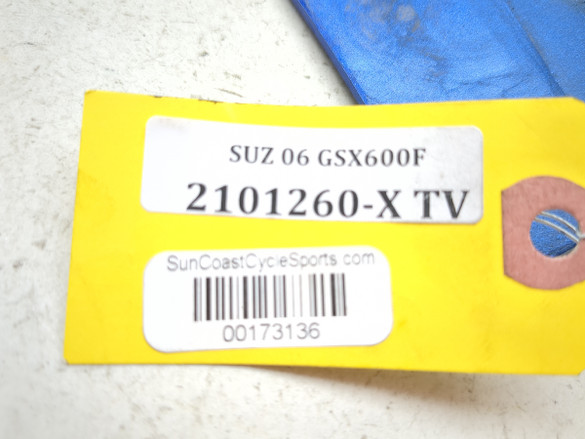 SUZ 06 GSX600F
2101260-X TV
SunCoastCycleSports.com
00173136